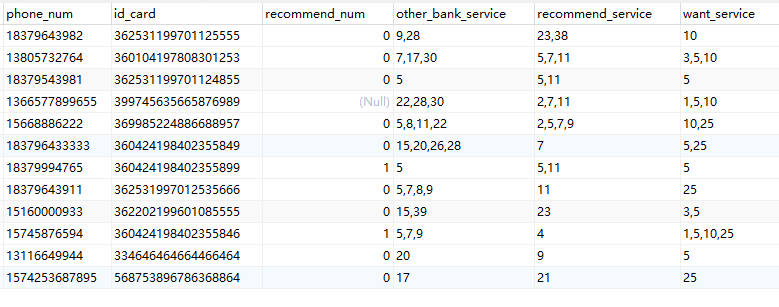 phone_num id_card recommend_num other_bank_service recommend_service want_service
18379643982 362531199701125555 0 9,28 23,38 10
13805732764 360104197808301253 0 7,17,30 5,7,11 3,5,10
18379543981 362531199701124855 0 5 5,11 5
1366577899655 399745635665876989 (Null) 22,28,30 2,7,11 1,5,10
15668886222 369985224886688957 0 5,8,11,22 2,5,7,9 10,25
183796433333 360424198402355849 0 15,20,26,28 7 5,25
18379994765 360424198402355899 1 5 5,11 5
18379643911 362531997012535666 0 5,7,8,9 11 25
15160000933 362202199601085555 0 15,39 23 3,5
15745876594 360424198402355846 1 5,7,9 4 1,5,10,25
13116649944 334646464664466464 0 20 9 5
1574253687895 568753896786368864 0 17 21 25